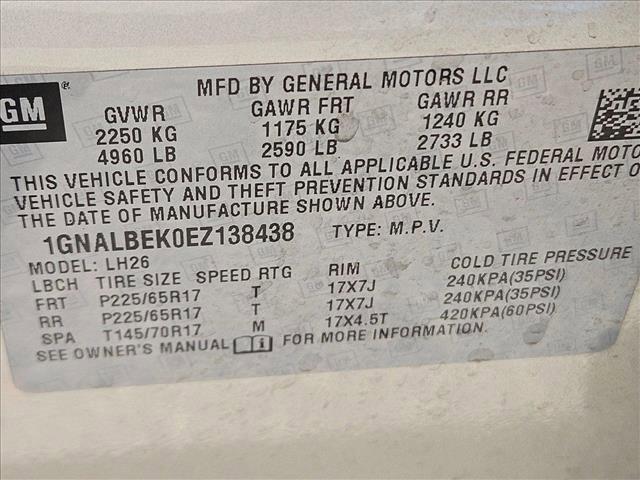 GM ®
MFD BY GENERAL MOTORS LLC
GVWR GAWR FRT GAWR RR
2250 KG 1175 KG 1240 KG
4960 LB 2590 LB 2733 LB
THIS VEHICLE CONFORMS TO ALL APPLICABLE U.S. FEDERAL MOTO
VEHICLE SAFETY AND THEFT PREVENTION STANDARDS IN EFFECT O
THE DATE OF MANUFACTURE SHOWN ABOVE.
1GNALBEK0EZ138438 TYPE: M.P.V.
MODEL: LH26
LBCH TIRE SIZE SPEED RTG RIM COLD TIRE PRESSURE
FRT P225/65R17 T 17X7J 240KPA(35PSI)
RR P225/65R17 T 17X7J 240KPA(35PSI)
SPA T145/70R17 M 17X4.5T 420KPA(60PSI)
SEE OWNER'S MANUAL i FOR MORE INFORMATION.